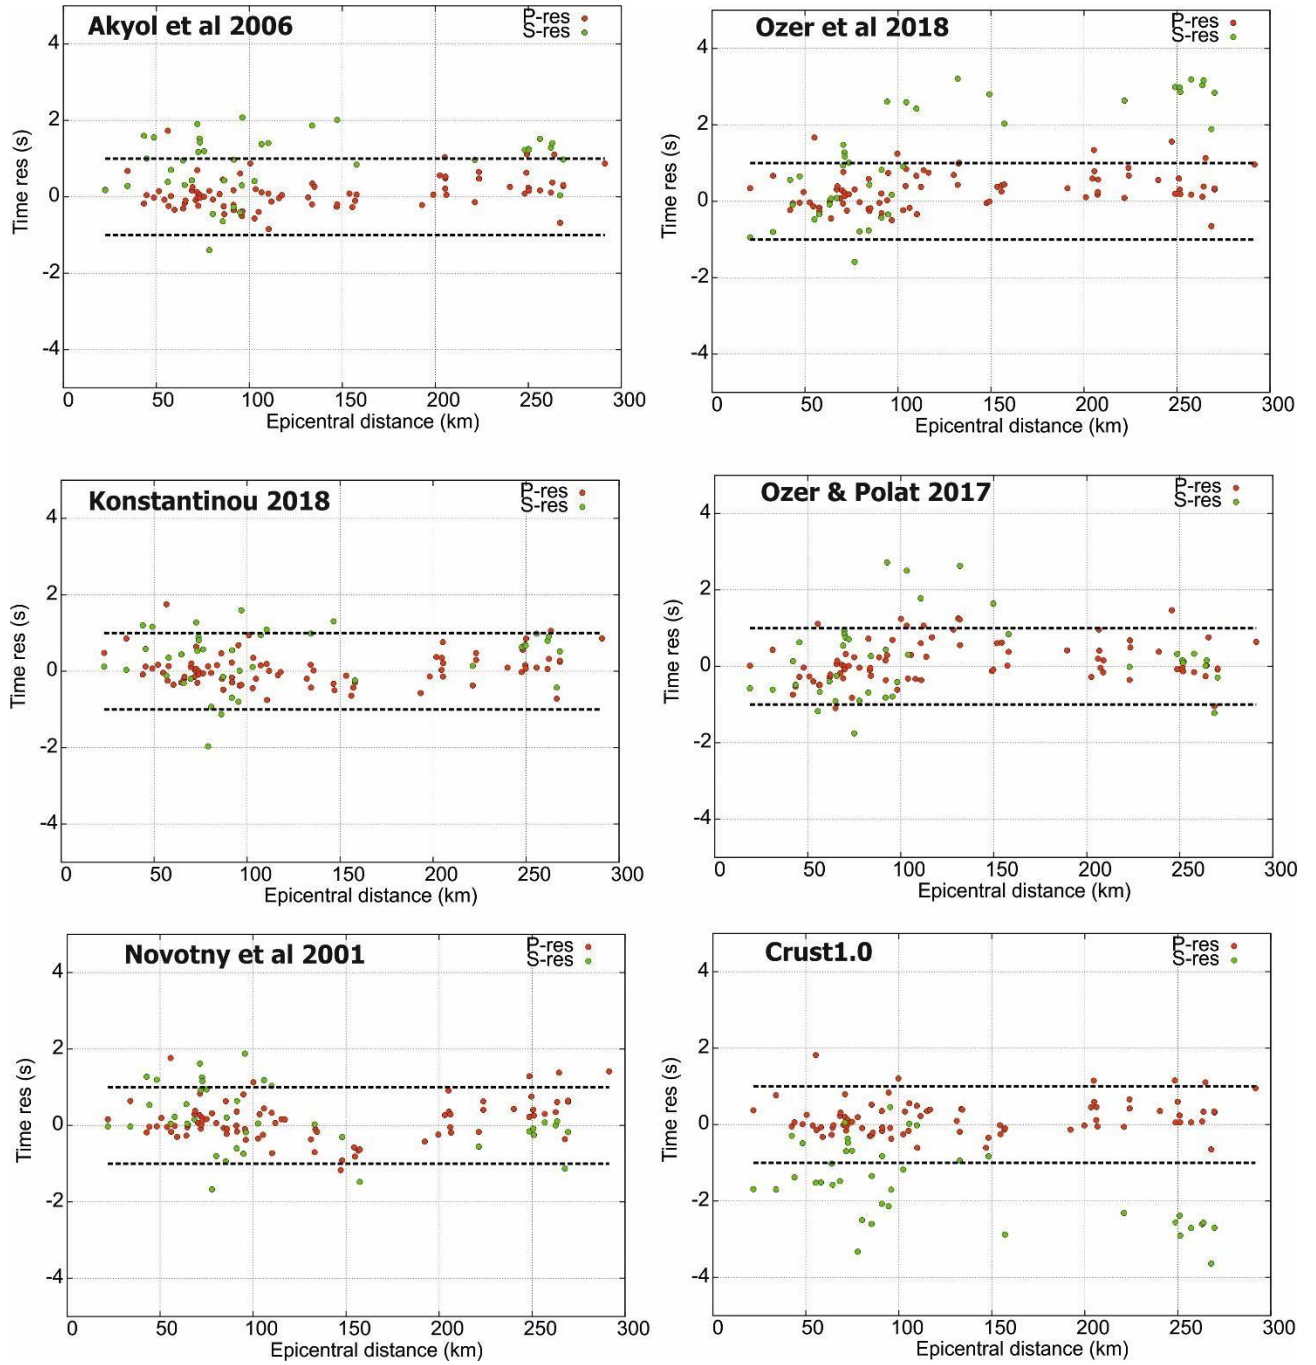 Akyol et al 2006
P-res
S-res
4
2
0
-2
-4
Time res (s)
0 50 100 150 200 250 300
Epicentral distance (km)
Ozer et al 2018
P-res
S-res
4
2
0
-2
-4
Time res (s)
0 50 100 150 200 250 300
Epicentral distance (km)
Konstantinou 2018
P-res
S-res
4
2
0
-2
-4
Time res (s)
0 50 100 150 200 250 300
Epicentral distance (km)
Ozer & Polat 2017
P-res
S-res
4
2
0
-2
-4
Time res (s)
0 50 100 150 200 250 300
Epicentral distance (km)
Novotny et al 2001
P-res
S-res
4
2
0
-2
-4
Time res (s)
0 50 100 150 200 250 300
Epicentral distance (km)
Crust1.0
P-res
S-res
4
2
0
-2
-4
Time res (s)
0 50 100 150 200 250 300
Epicentral distance (km)